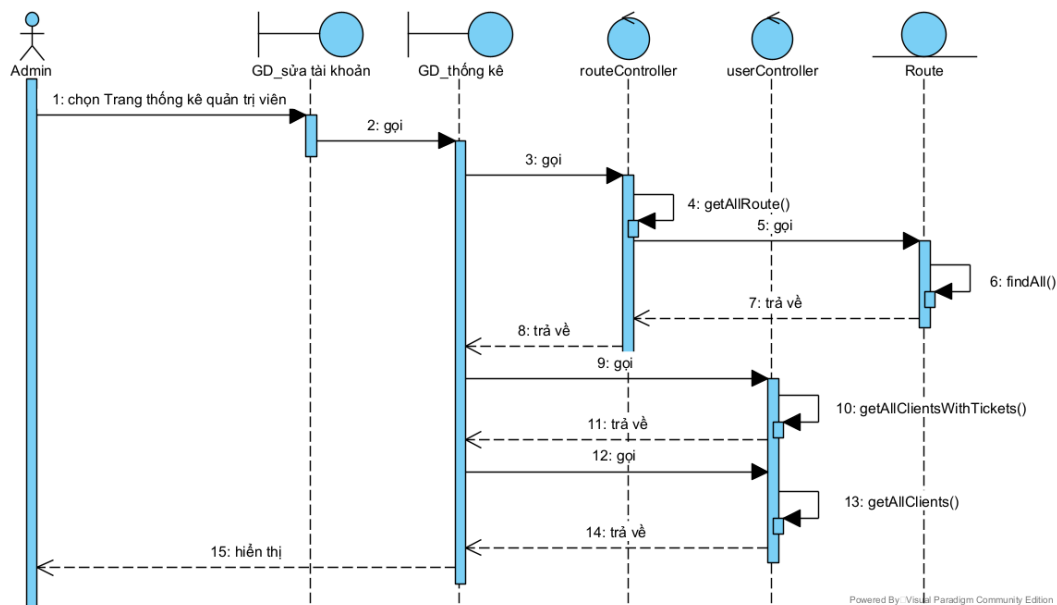 Admin
GD_sửa tài khoản
GD_thống kê
routeController
userController
Route
1: chọn Trang thống kê quản trị viên
2: gọi
3: gọi
4: getAllRoute()
5: gọi
6: findAll()
7: trả về
8: trả về
9: gọi
10: getAllClientsWithTickets()
11: trả về
12: gọi
13: getAllClients()
14: trả về
15: hiển thị
Powered By Visual Paradigm Community Edition